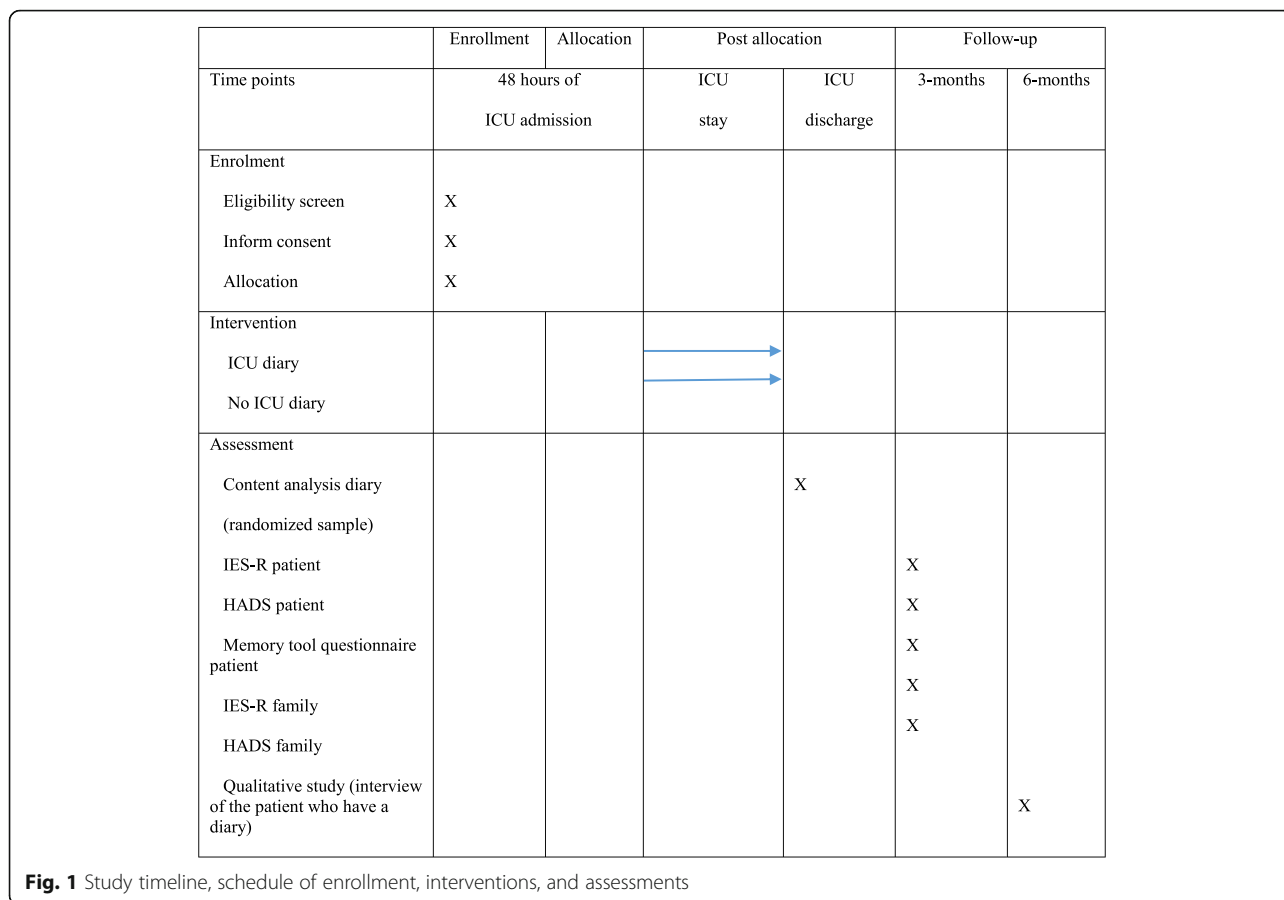 Enrollment Allocation Post allocation Follow-up
Time points 48 hours of ICU ICU 3-months 6-months
ICU admission stay discharge
Enrolment
Eligibility screen X
Inform consent X
Allocation X
Intervention
ICU diary
No ICU diary
Assessment
Content analysis diary X
(randomized sample)
IES-R patient X
HADS patient X
Memory tool questionnaire X
patient
IES-R family X
HADS family X
Qualitative study (interview
of the patient who have a X
diary)
Fig. 1 Study timeline, schedule of enrollment, interventions, and assessments